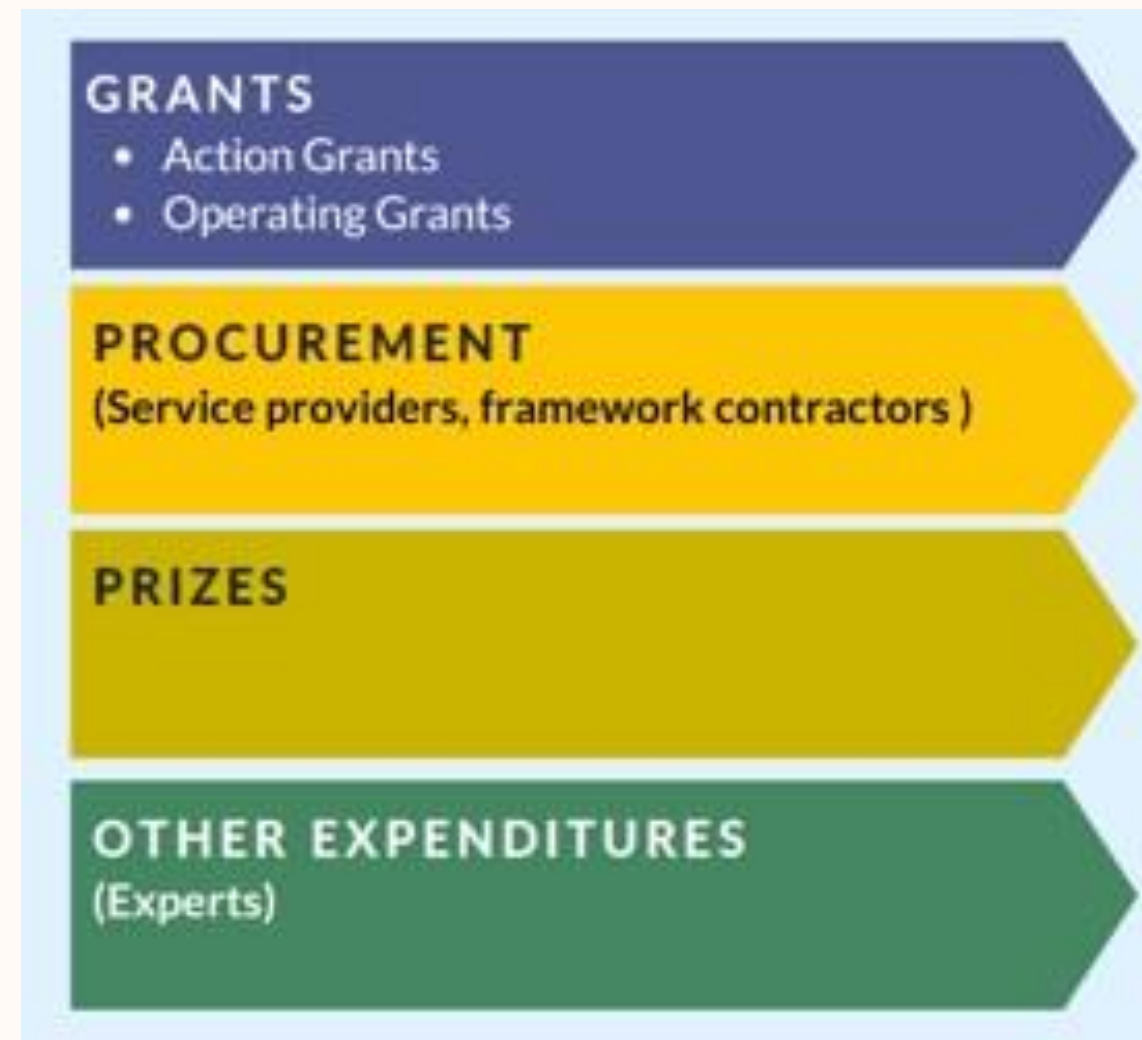 GRANTS
• Action Grants
• Operating Grants
PROCUREMENT
(Service providers, framework contractors )
PRIZES
OTHER EXPENDITURES
(Experts)